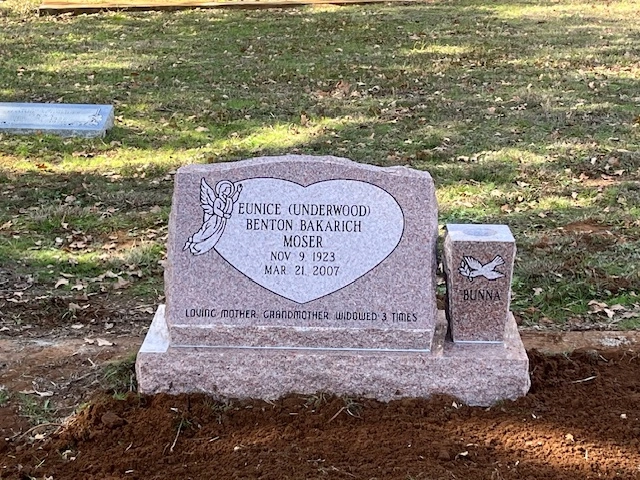 EUNICE (UNDERWOOD)
BENTON BAKARICH
MOSER
NOV 9 1923
MAR 21, 2007
LOVING MOTHER, GRANDMOTHER, WIDOWED 3 TIMES
BUNNA